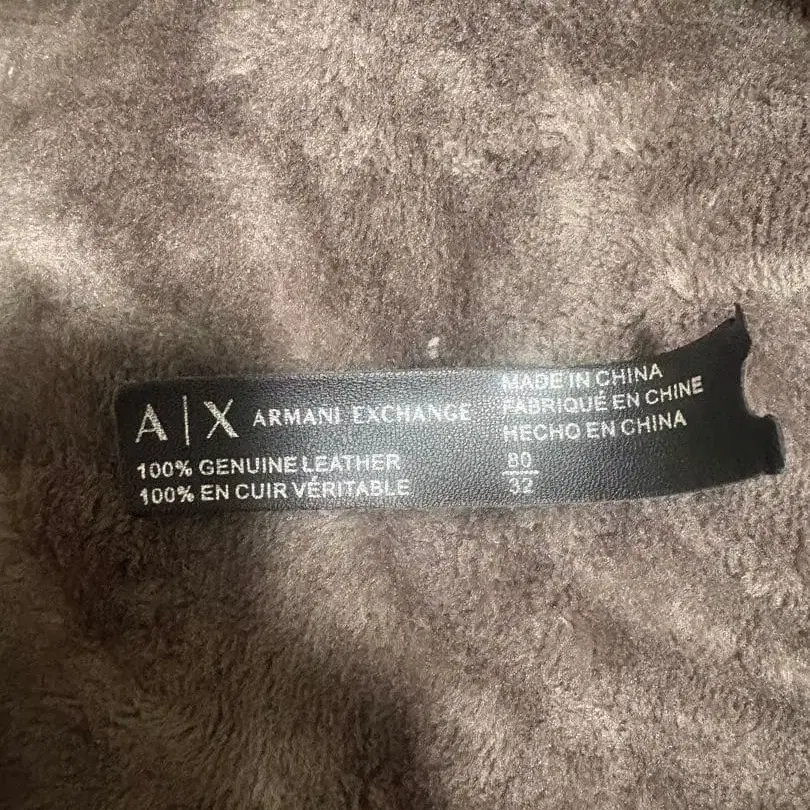 A|X ARMANI EXCHANGE
100% GENUINE LEATHER
100% EN CUIR VÉRITABLE
MADE IN CHINA
FABRIQUÉ EN CHINE
HECHO EN CHINA
80
32